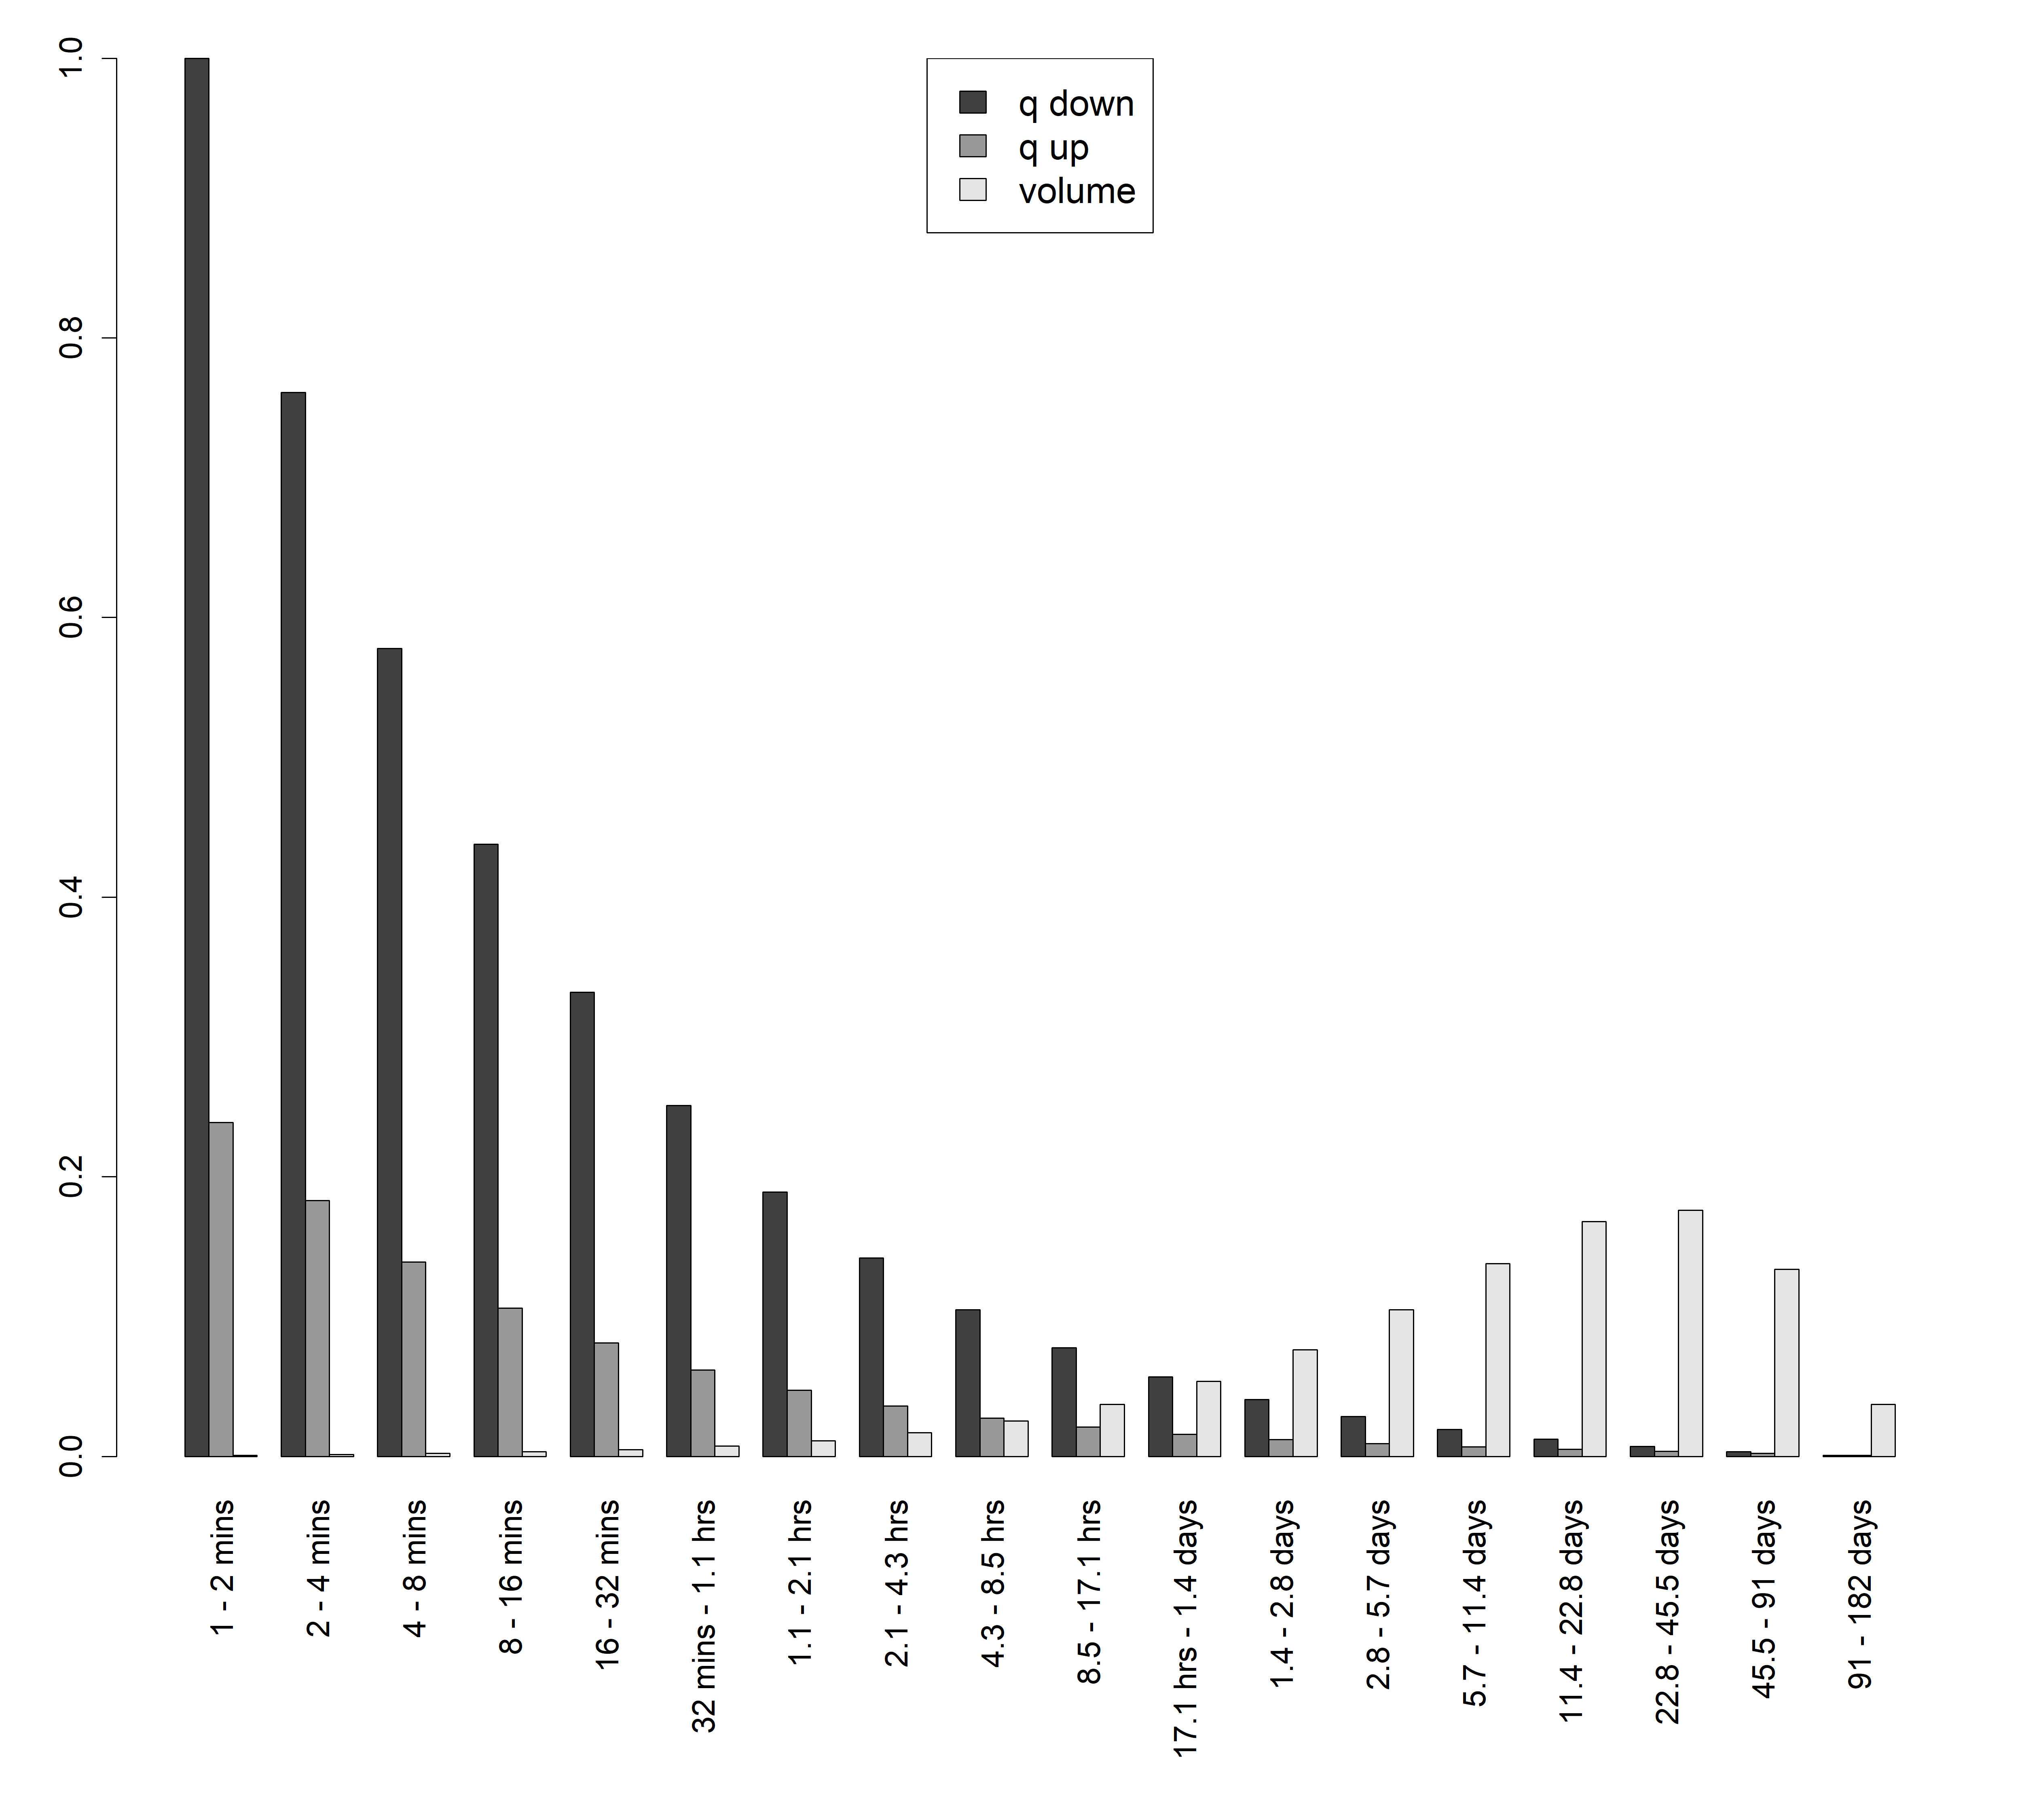 1.0
0.8
0.6
0.4
0.2
0.0
q down
q up
volume
1 - 2 mins
2 - 4 mins
4 - 8 mins
8 - 16 mins
16 - 32 mins
32 mins - 1.1 hrs
1.1 - 2.1 hrs
2.1 - 4.3 hrs
4.3 - 8.5 hrs
8.5 - 17.1 hrs
17.1 hrs - 1.4 days
1.4 - 2.8 days
2.8 - 5.7 days
5.7 - 11.4 days
11.4 - 22.8 days
22.8 - 45.5 days
45.5 - 91 days
91 - 182 days